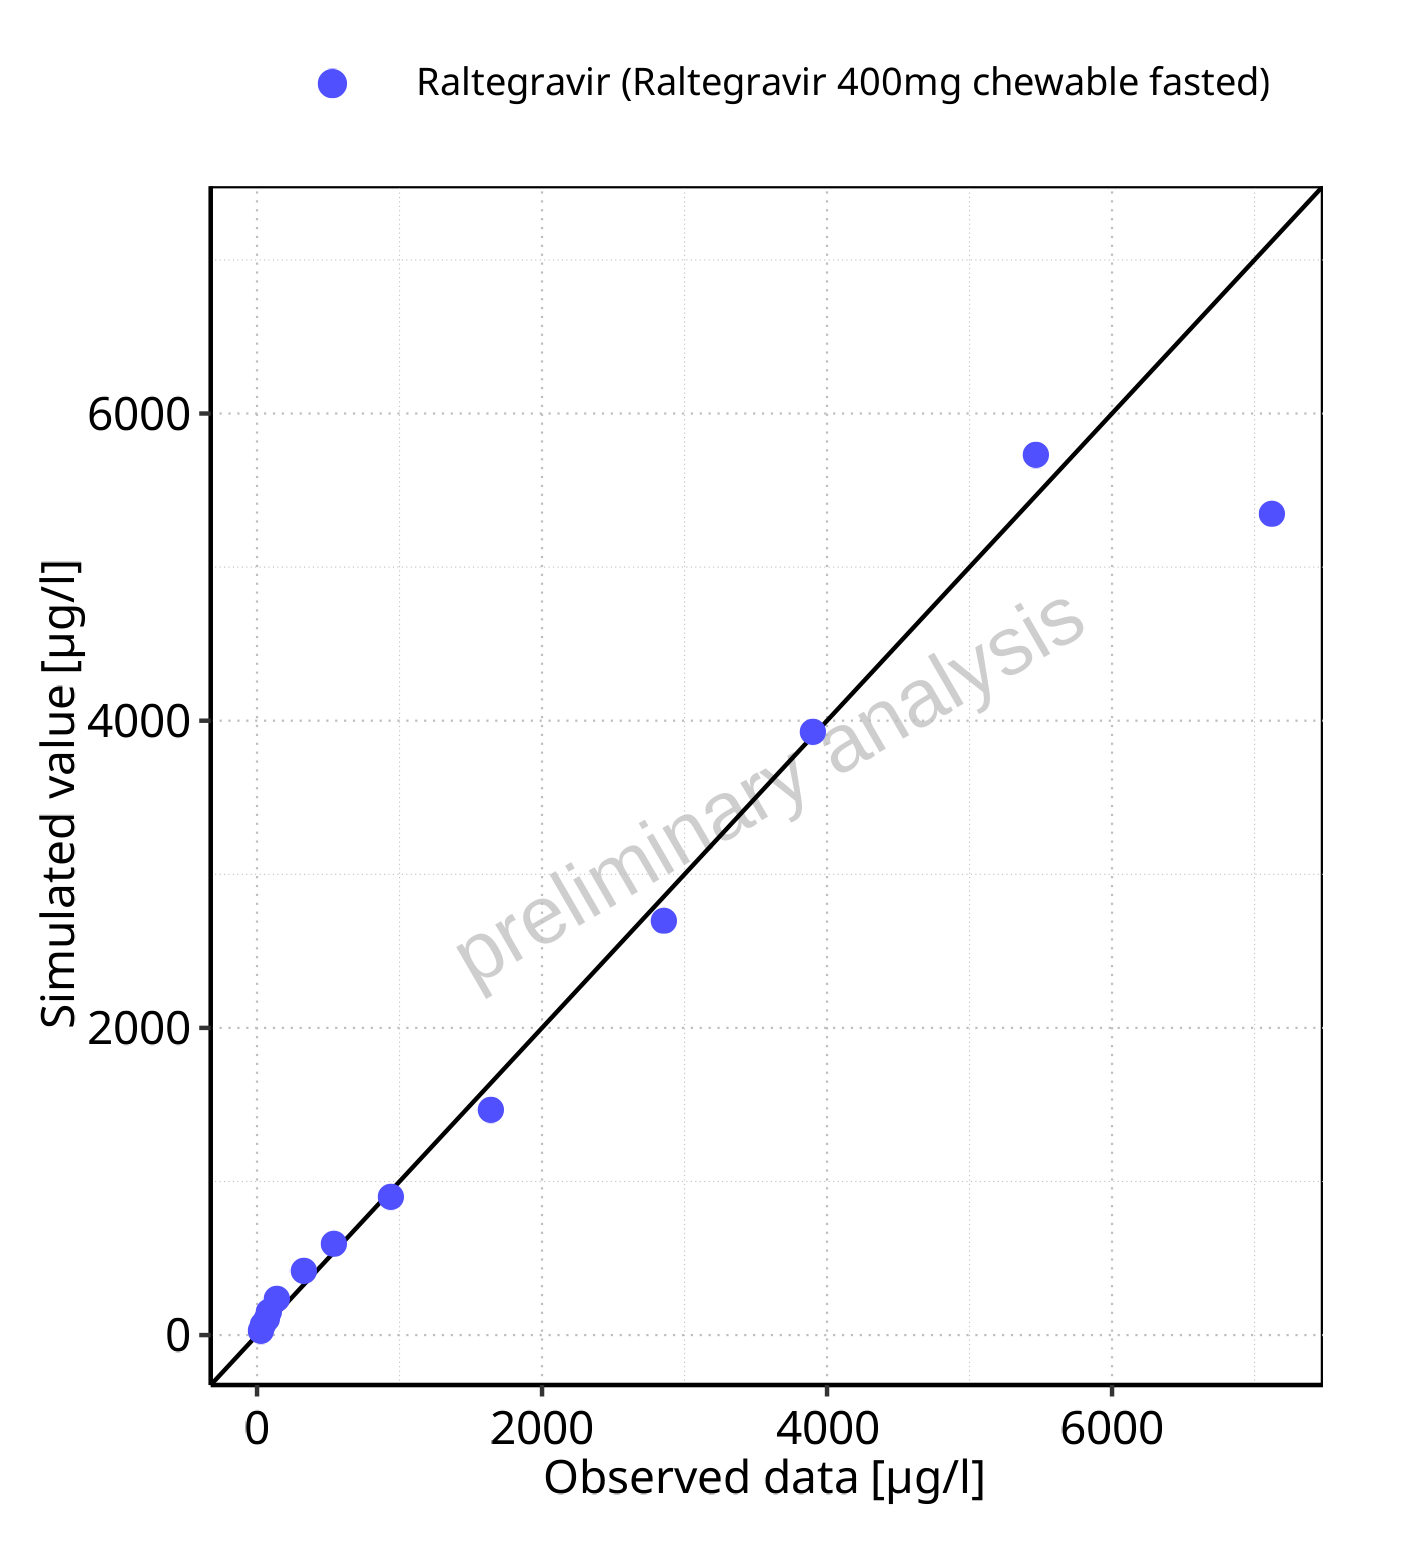 Raltegravir (Raltegravir 400mg chewable fasted)
6000
4000
2000
0
Simulated value [µg/l]
preliminary analysis
0 2000 4000 6000
Observed data [µg/l]